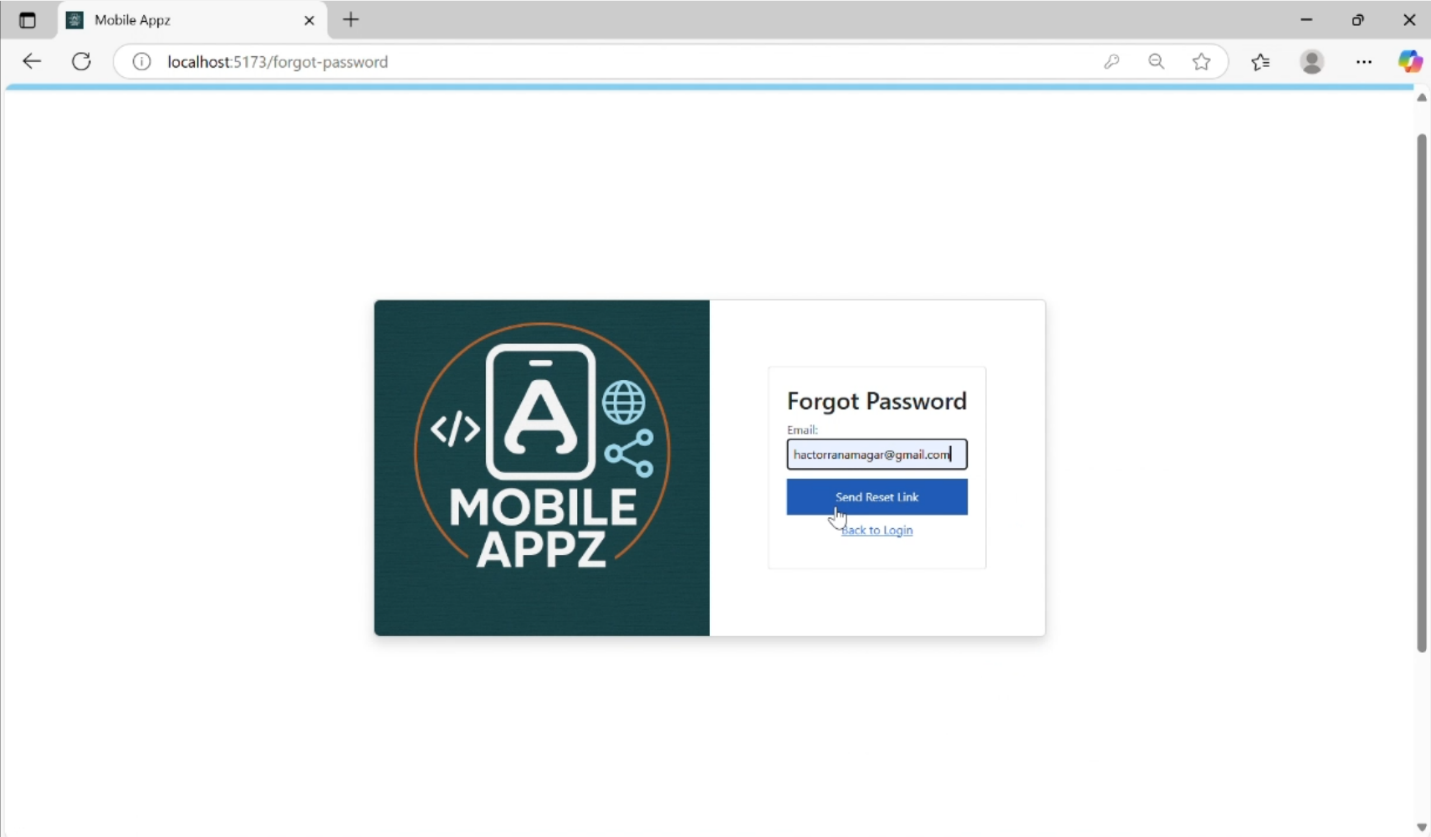 Mobile Appz
localhost:5173/forgot-password
</>
A
MOBILE
APPZ
Forgot Password
Email:
hactorranamagar@gmail.com
Send Reset Link
Back to Login